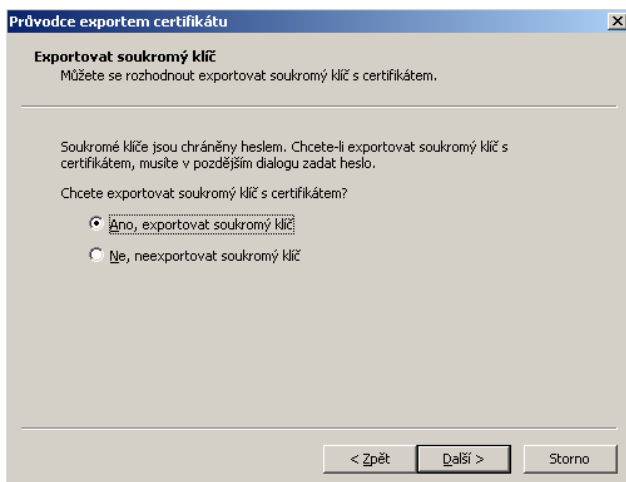 Průvodce exportem certifikátu
Exportovat soukromý klíč
Můžete se rozhodnout exportovat soukromý klíč s certifikátem.
Soukromé klíče jsou chráněny heslem. Chcete-li exportovat soukromý klíč s
certifikátem, musíte v pozdějším dialogu zadat heslo.
Chcete exportovat soukromý klíč s certifikátem?
Ano, exportovat soukromý klíč
Ne, neexportovat soukromý klíč
< Zpět Další > Storno